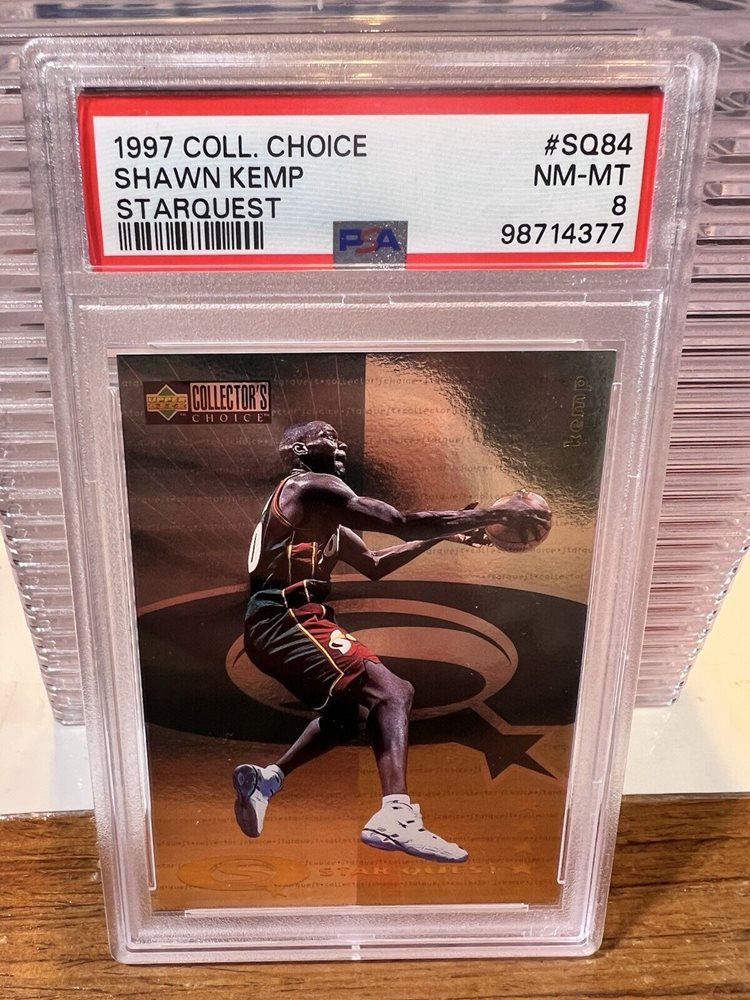 1997 COLL. CHOICE #SQ84
SHAWN KEMP NM-MT
STARQUEST 8
PSA 98714377
UPPER DECK COLLECTOR'S
CHOICE
kemp
STAR QUEST